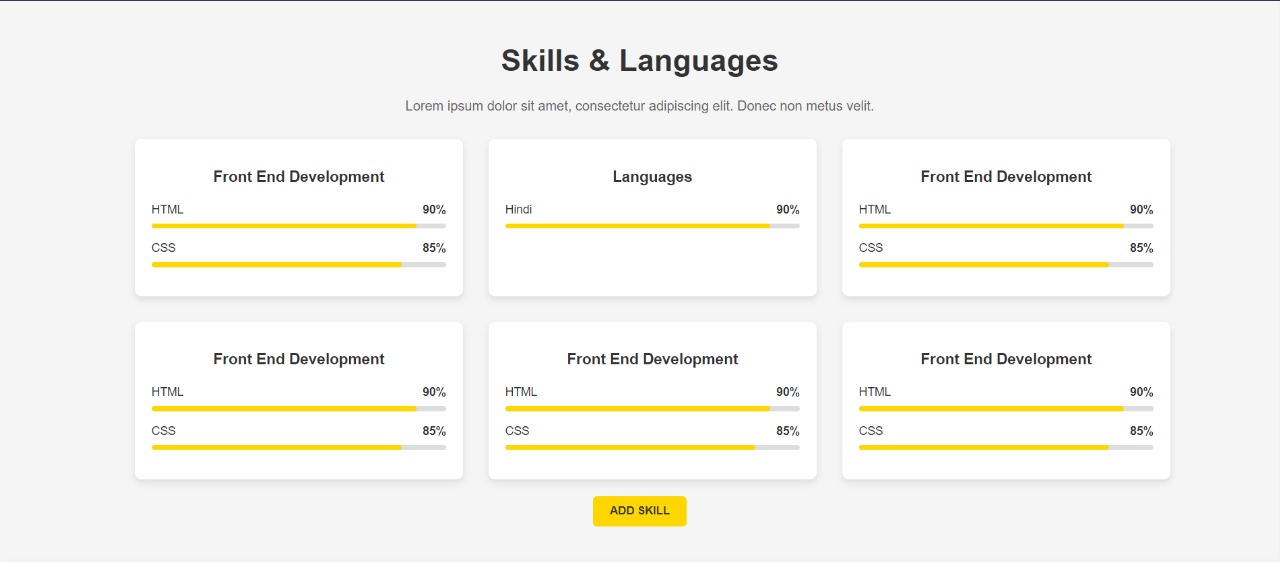 Skills & Languages
Lorem ipsum dolor sit amet, consectetur adipiscing elit. Donec non metus velit.
Front End Development
HTML 90%
CSS 85%
Languages
Hindi 90%
Front End Development
HTML 90%
CSS 85%
Front End Development
HTML 90%
CSS 85%
Front End Development
HTML 90%
CSS 85%
Front End Development
HTML 90%
CSS 85%
ADD SKILL